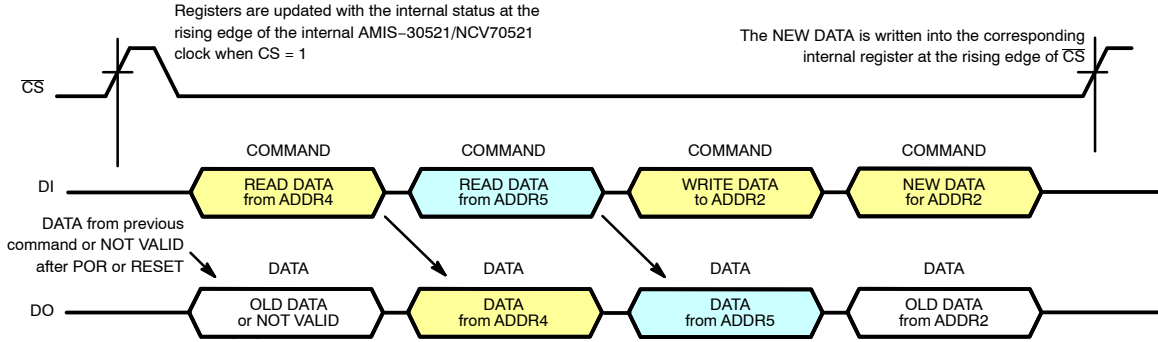 Registers are updated with the internal status at the
rising edge of the internal AMIS−30521/NCV70521
clock when CS = 1
The NEW DATA is written into the corresponding
internal register at the rising edge of CS
CS
COMMAND
COMMAND
COMMAND
COMMAND
DI
READ DATA
from ADDR4
READ DATA
from ADDR5
WRITE DATA
to ADDR2
NEW DATA
for ADDR2
DATA from previous
command or NOT VALID
after POR or RESET
DATA
DATA
DATA
DATA
DO
OLD DATA
or NOT VALID
DATA
from ADDR4
DATA
from ADDR5
OLD DATA
from ADDR2